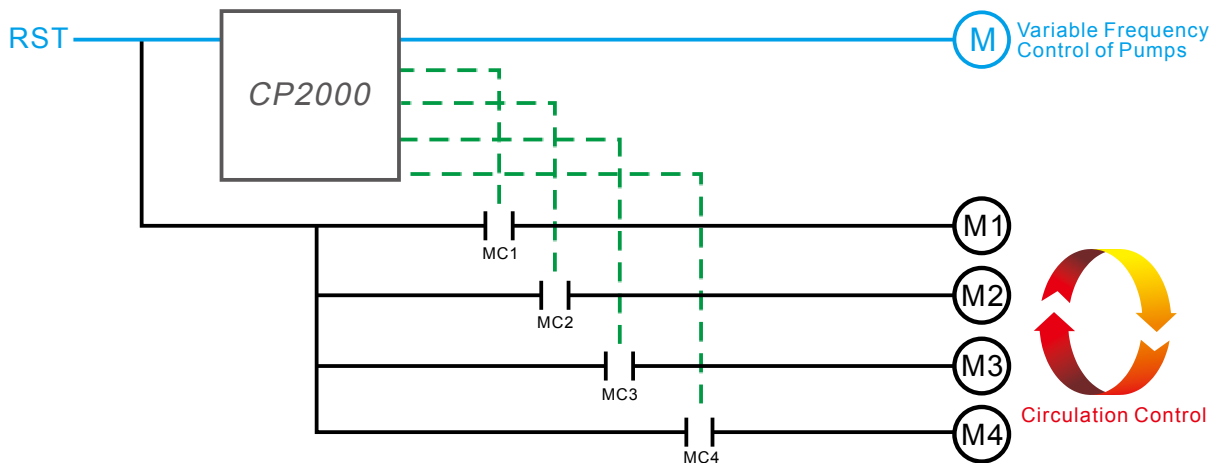 RST
CP2000
M
Variable Frequency
Control of Pumps
MC1
M1
MC2
M2
MC3
M3
MC4
M4
Circulation Control